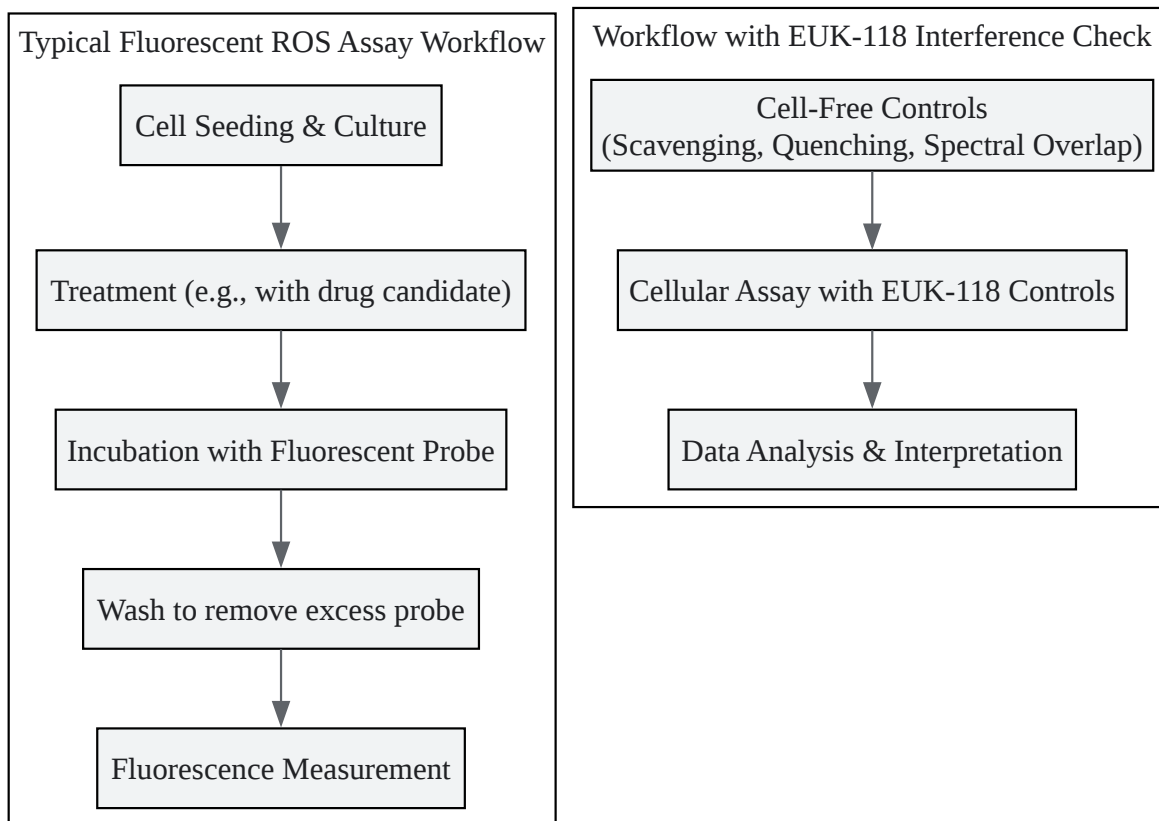 Typical Fluorescent ROS Assay Workflow
Cell Seeding & Culture
Treatment (e.g., with drug candidate)
Incubation with Fluorescent Probe
Wash to remove excess probe
Fluorescence Measurement
Workflow with EUK-118 Interference Check
Cell-Free Controls
(Scavenging, Quenching, Spectral Overlap)
Cellular Assay with EUK-118 Controls
Data Analysis & Interpretation